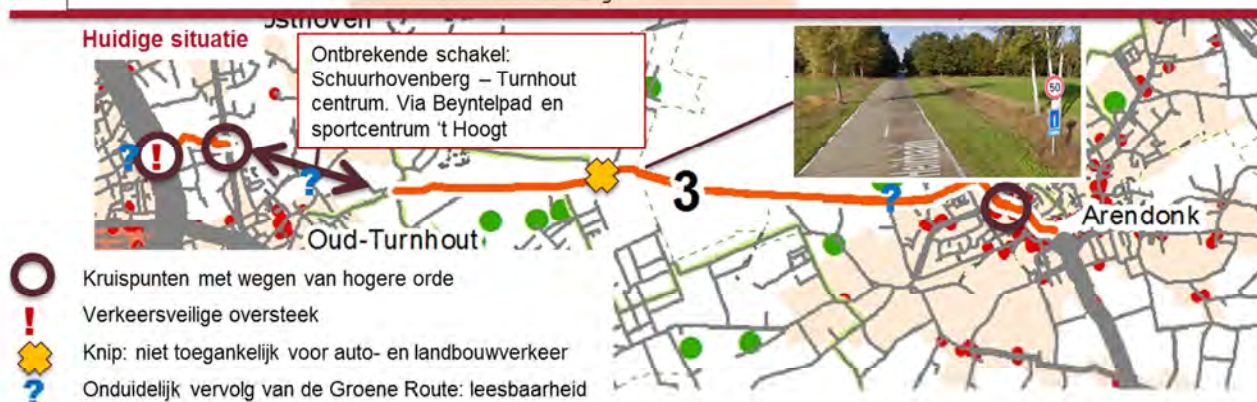 Huidige situatie
Ontbrekende schakel:
Schuurhovenberg – Turnhout
centrum. Via Beyntelpad en
sportcentrum ‘t Hoogt
50
?
!
?
3
?
Arendonk
Oud-Turnhout
Kruispunten met wegen van hogere orde
! Verkeersveilige oversteek
Knip: niet toegankelijk voor auto- en landbouwverkeer
? Onduidelijk vervolg van de Groene Route: leesbaarheid